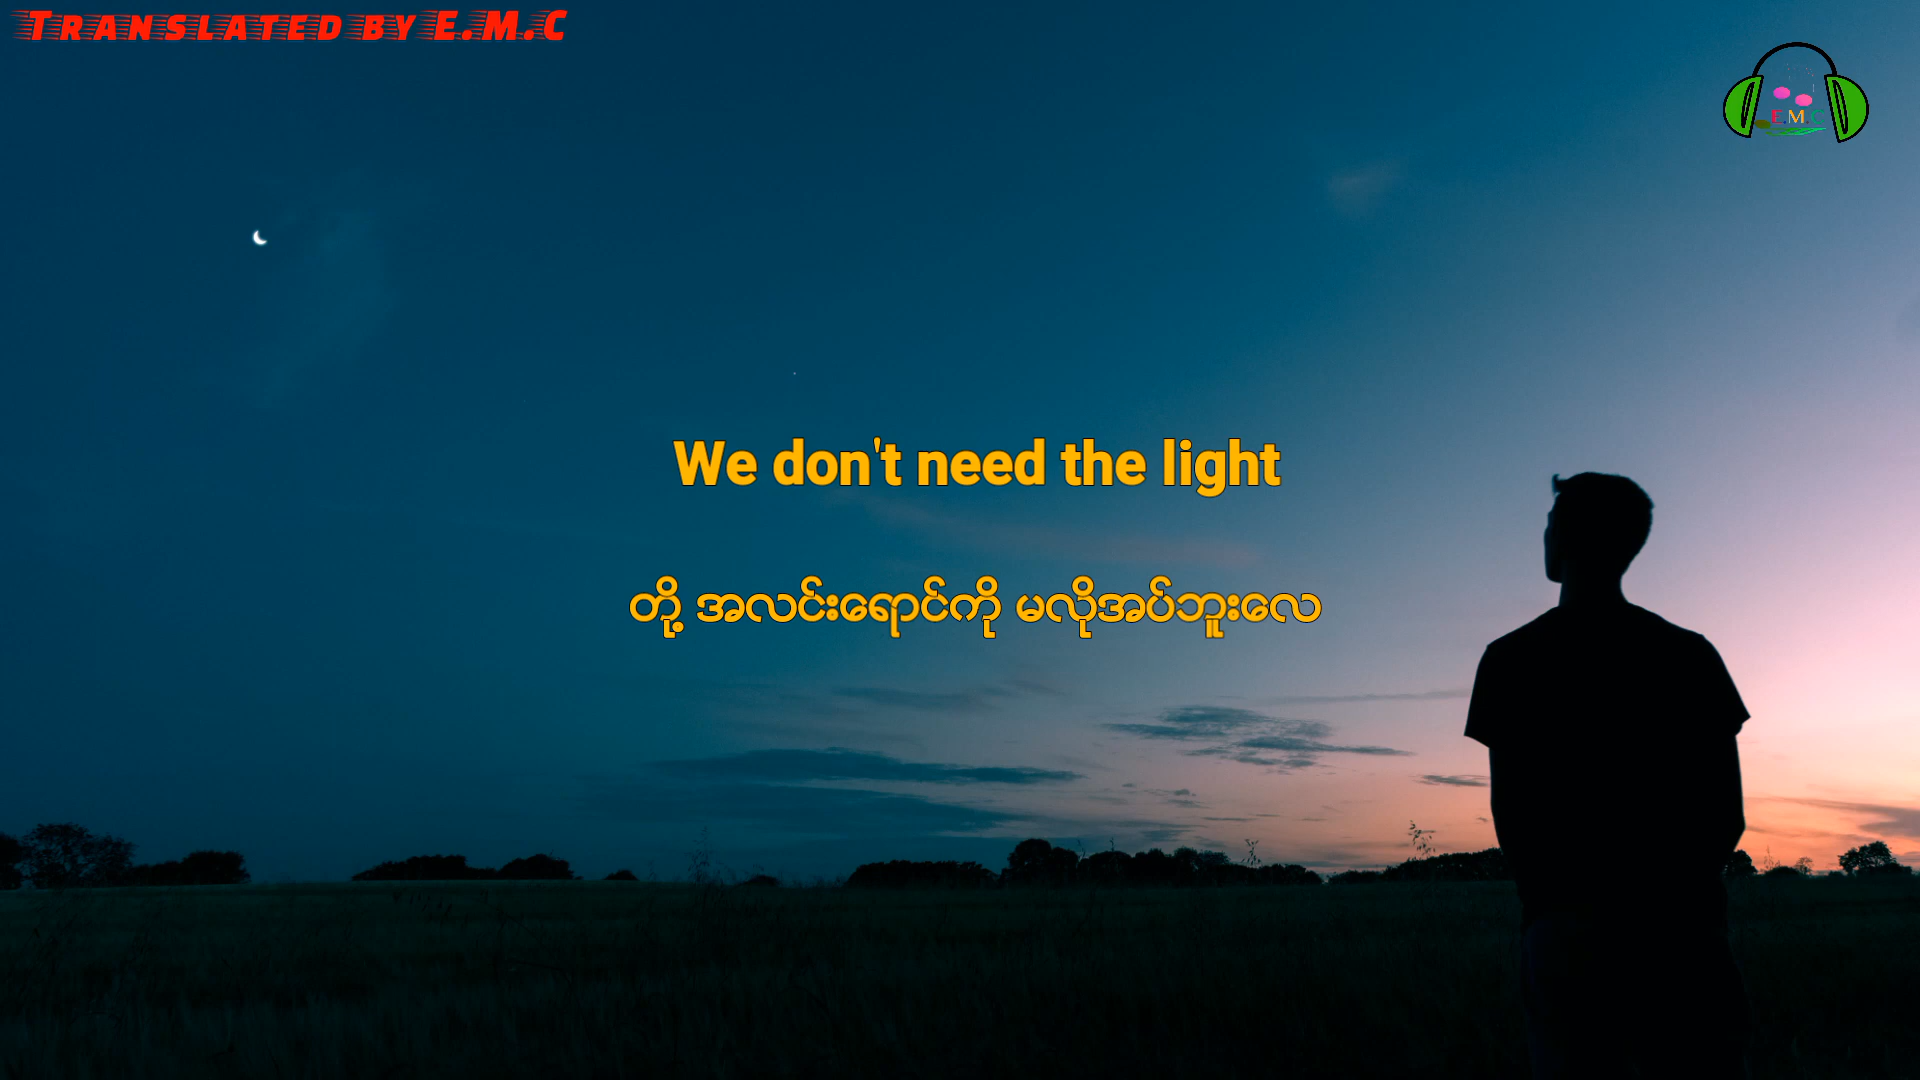 TRANSLATED BY E.M.C
E.M.C
We don't need the light
တို့ အလင်းရောင်ကို မလိုအပ်ဘူးလေ